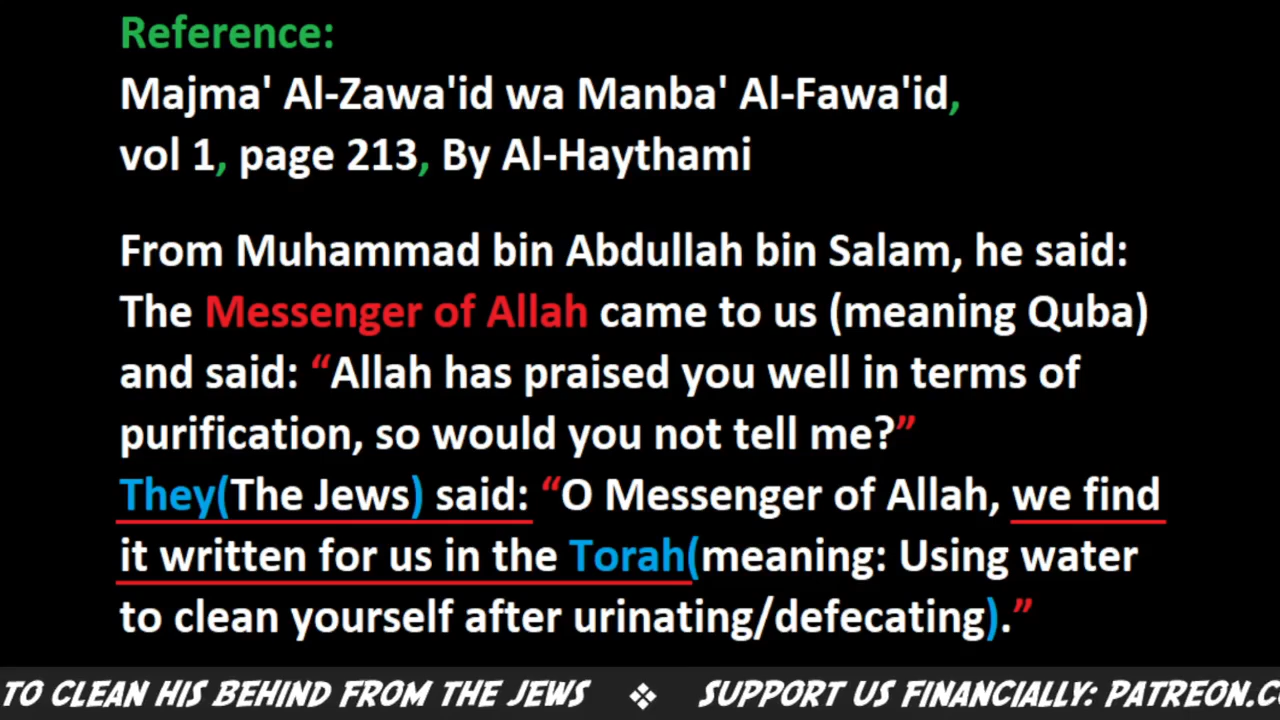 Reference:
Majma' Al-Zawa'id wa Manba' Al-Fawa'id,
vol 1, page 213, By Al-Haythami
From Muhammad bin Abdullah bin Salam, he said:
The Messenger of Allah came to us (meaning Quba)
and said: “Allah has praised you well in terms of
purification, so would you not tell me?”
They(The Jews) said: “O Messenger of Allah, we find
it written for us in the Torah(meaning: Using water
to clean yourself after urinating/defecating).”
TO CLEAN HIS BEHIND FROM THE JEWS ❖ SUPPORT US FINANCIALLY: PATREON.C